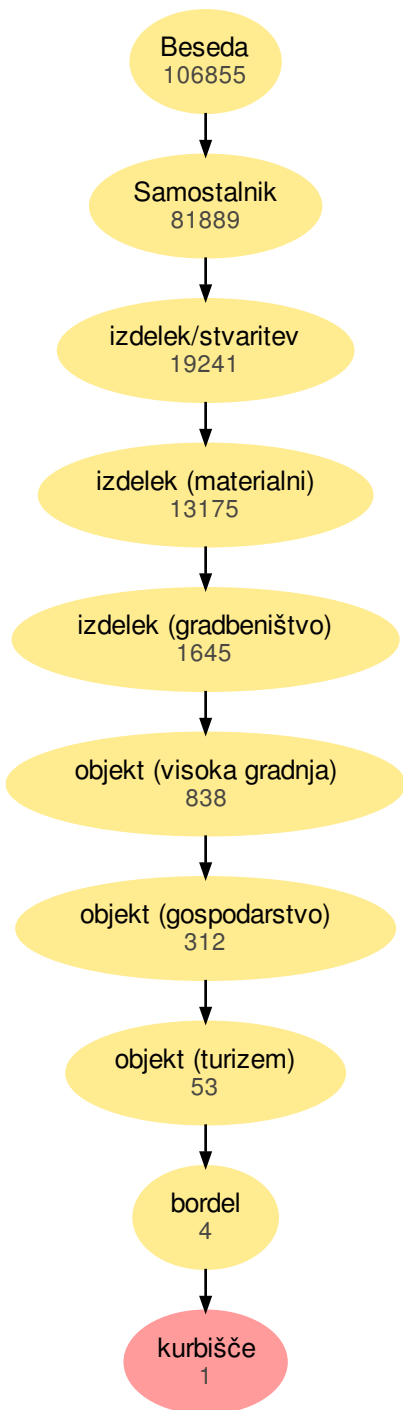 Beseda
106855
Samostalnik
81889
izdelek/stvaritev
19241
izdelek (materialni)
13175
izdelek (gradbeništvo)
1645
objekt (visoka gradnja)
838
objekt (gospodarstvo)
312
objekt (turizem)
53
bordel
4
kurbišče
1